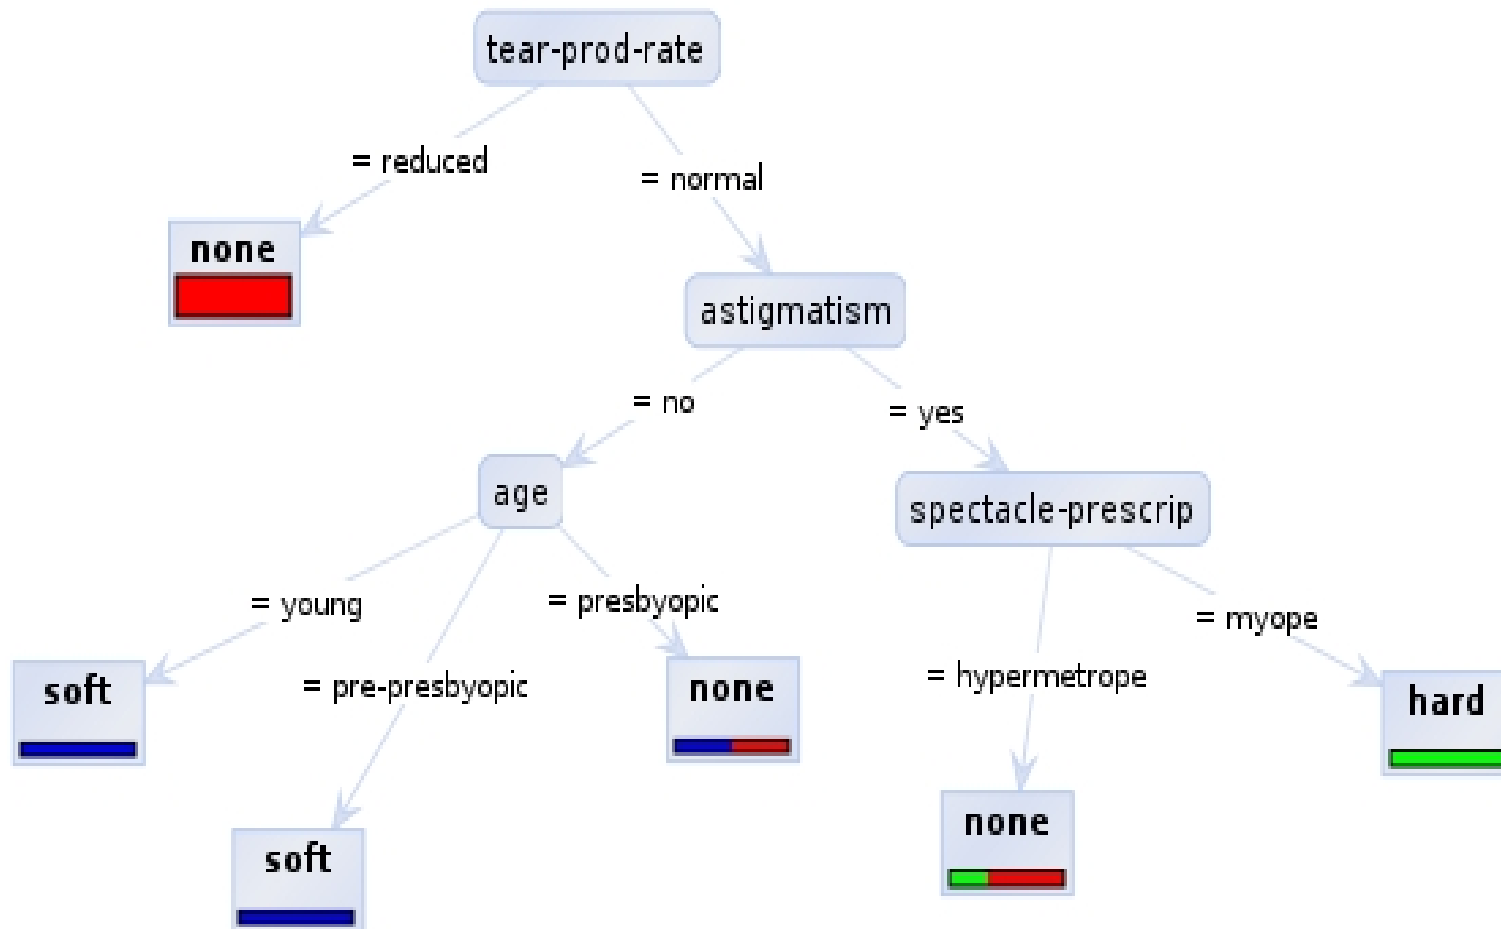 tear-prod-rate
= reduced
= normal
none
astigmatism
= no
= yes
age
spectacle-prescrip
= young
= presbyopic
= myope
= pre-presbyopic
= hypermetrope
soft
none
hard
soft
none